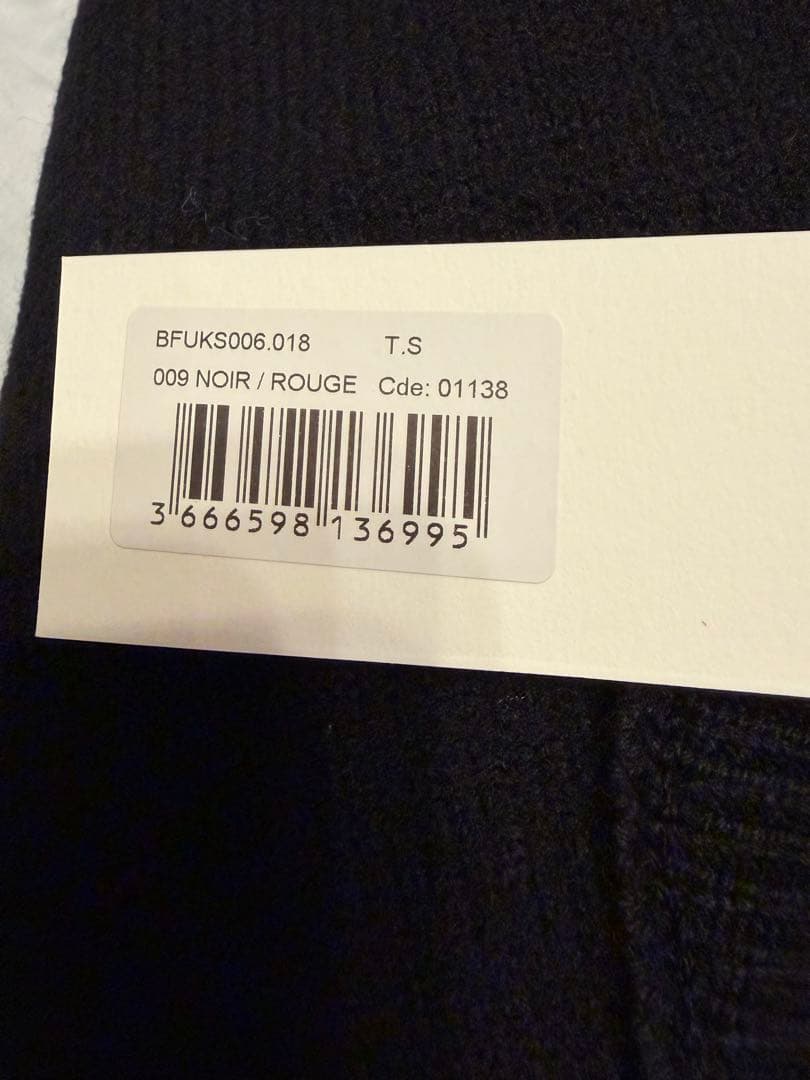 BFUKS006.018 T.S
009 NOIR / ROUGE Cde: 01138
3 666598 136995